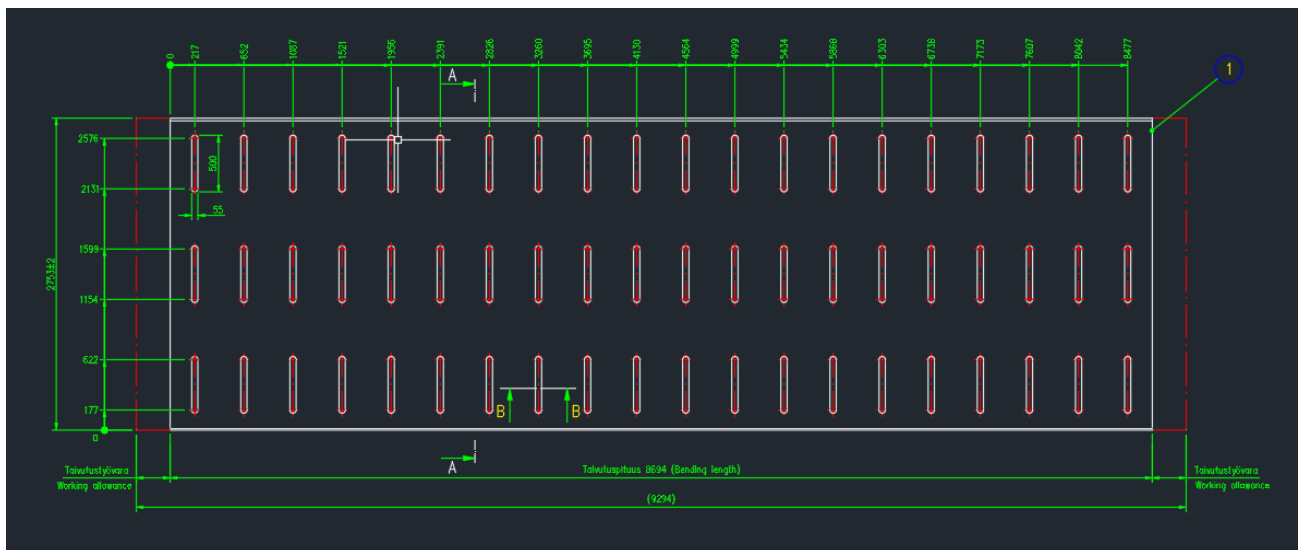 0 217 652 1087 1521 1956 2391 2826 3260 3695 4130 4564 4999 5434 5868 6303 6738 7173 7607 8042 8477
A
1
2576
500
2131
55
1599
2753±2
1154
622
177
B B
0
A
Taivutustyövara
Working allowance
Taivutuspituus 8694 (Bending length)
Taivutustyövara
Working allowance
(9294)